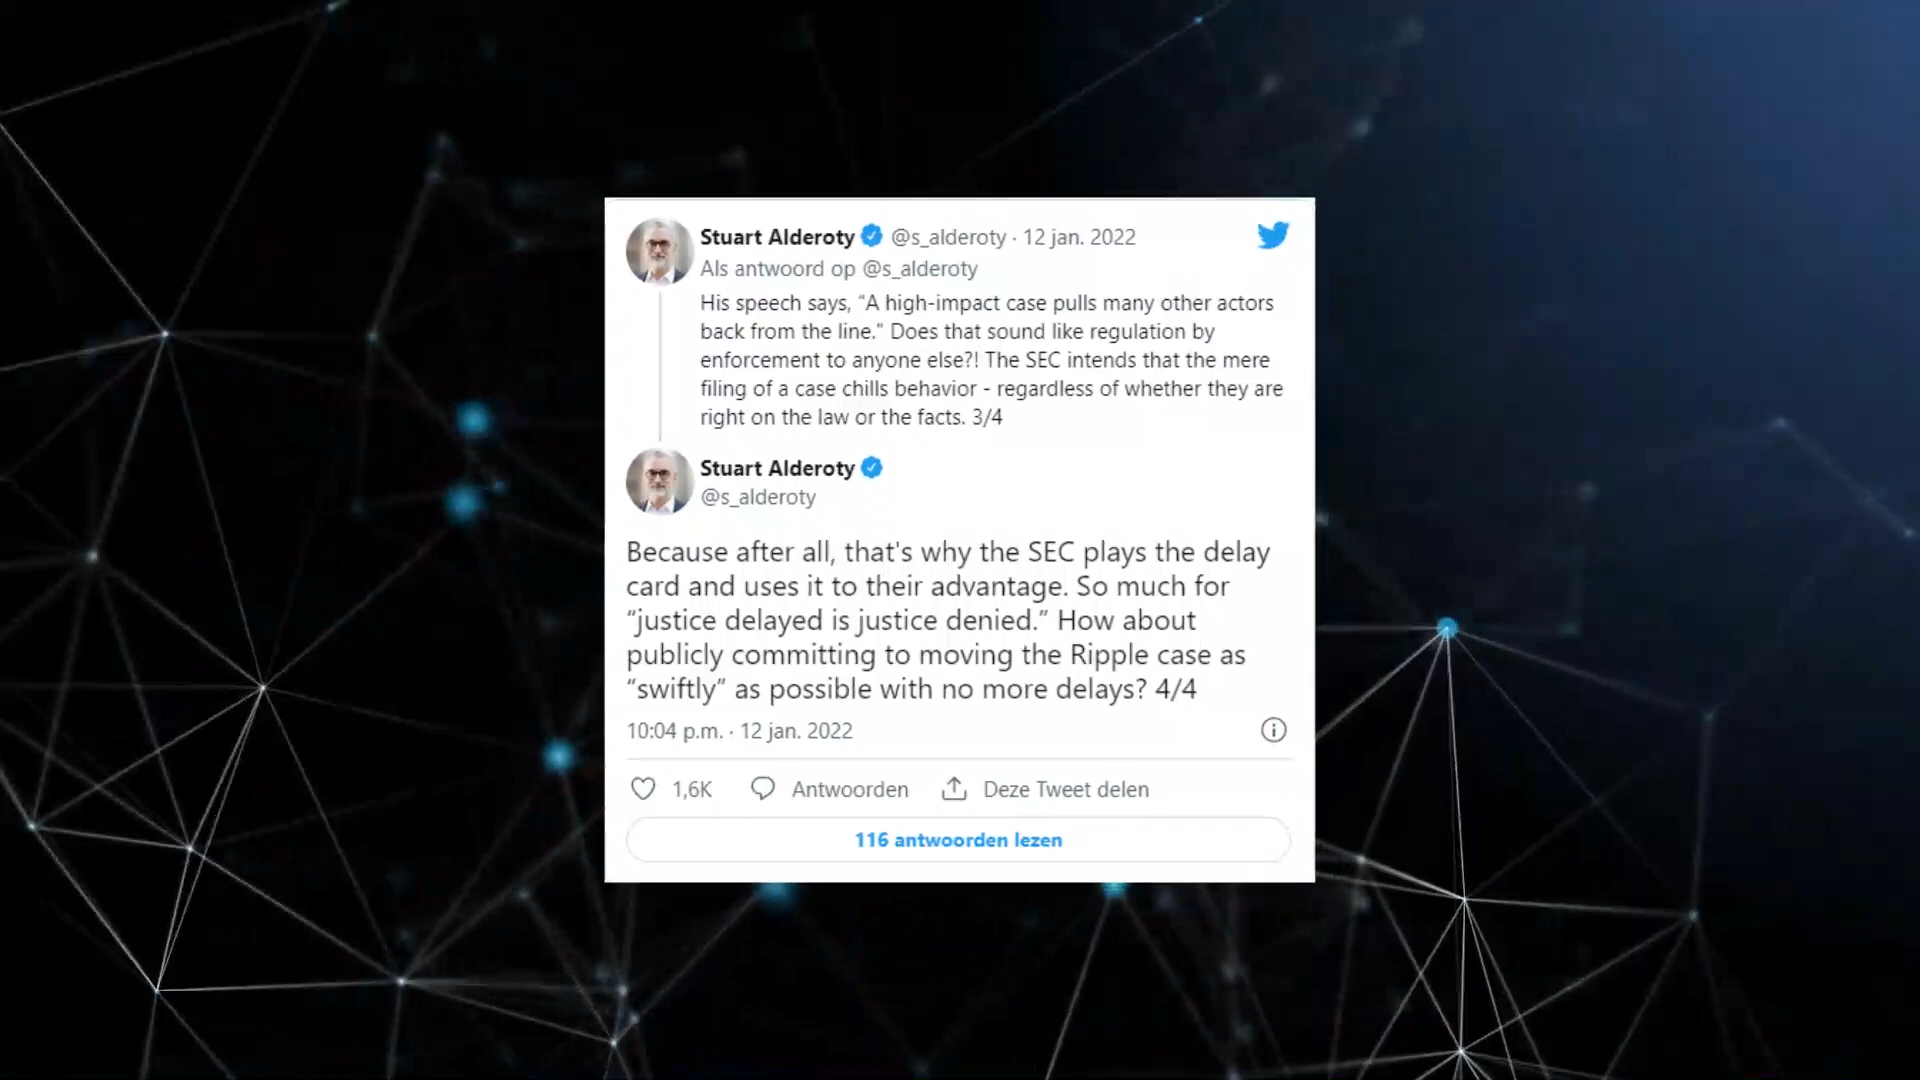 Stuart Alderoty @s_alderoty · 12 jan. 2022
Als antwoord op @s_alderoty
His speech says, “A high-impact case pulls many other actors
back from the line.” Does that sound like regulation by
enforcement to anyone else?! The SEC intends that the mere
filing of a case chills behavior - regardless of whether they are
right on the law or the facts. 3/4
Stuart Alderoty
@s_alderoty
Because after all, that's why the SEC plays the delay
card and uses it to their advantage. So much for
“justice delayed is justice denied.” How about
publicly committing to moving the Ripple case as
“swiftly” as possible with no more delays? 4/4
10:04 p.m. · 12 jan. 2022
1,6K Antwoorden Deze Tweet delen
116 antwoorden lezen